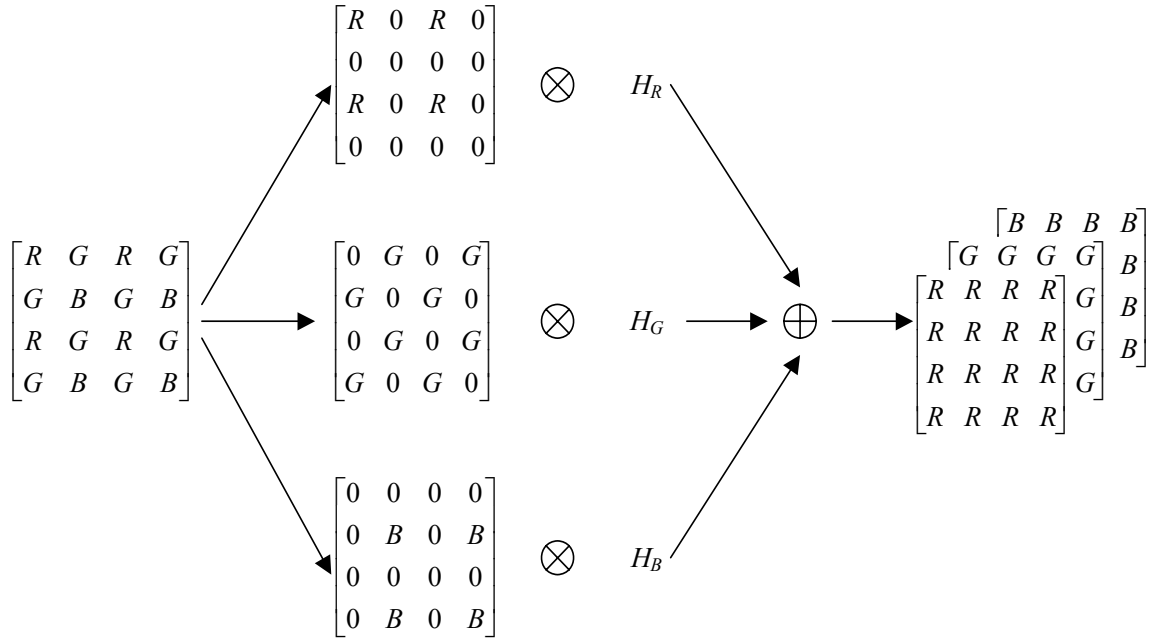 R 0 R 0
0 0 0 0
R 0 R 0
0 0 0 0
⊗ H_R
R G R G
G B G B
R G R G
G B G B
0 G 0 G
G 0 G 0
0 G 0 G
G 0 G 0
⊗ H_G
⊕
B B B B
B
B
B
G G G G
G
G
G
R R R R
R R R R
R R R R
R R R R
0 0 0 0
0 B 0 B
0 0 0 0
0 B 0 B
⊗ H_B